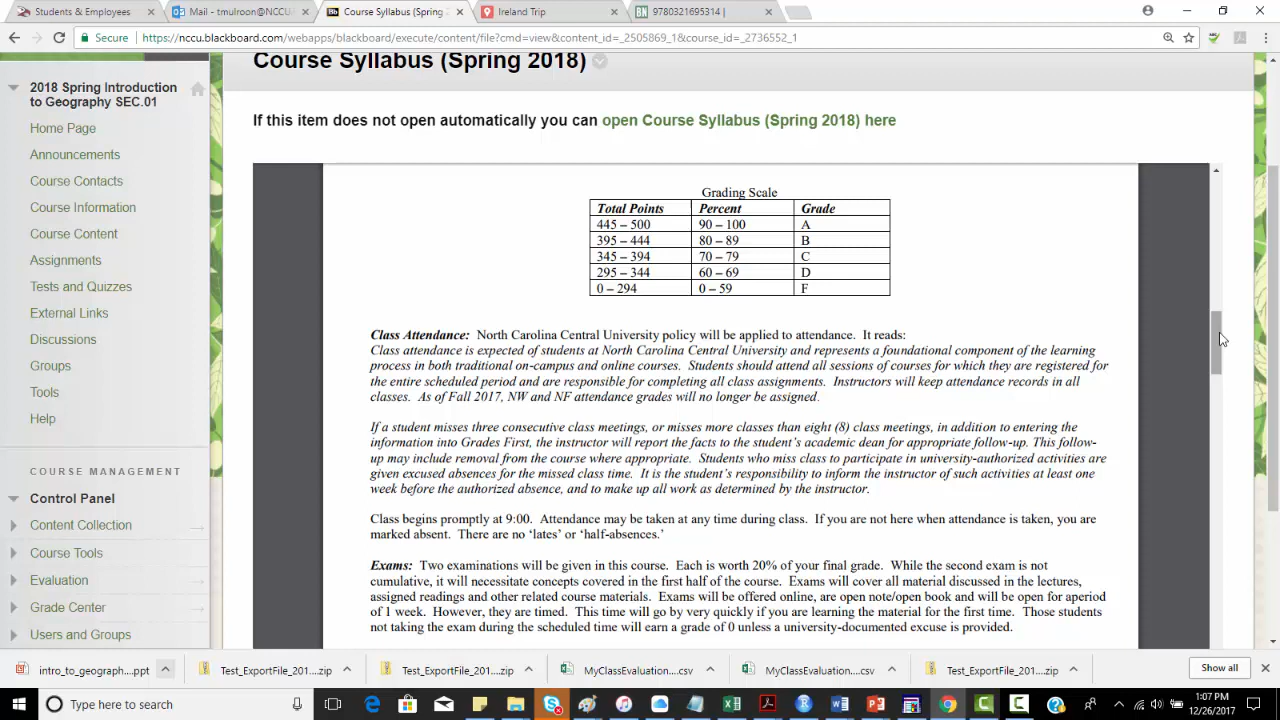 Students & Employees
Mail - tmulroon@NCCU
Bb Course Syllabus (Spring
Ireland Trip
BN 9780321695314 |
Secure | https://nccu.blackboard.com/webapps/blackboard/execute/content/file?cmd=view&content_id=_2505869_1&course_id=_2736552_1
2018 Spring Introduction
to Geography SEC.01
Home Page
Announcements
Course Contacts
Course Information
Course Content
Assignments
Tests and Quizzes
External Links
Discussions
Groups
Tools
Help
COURSE MANAGEMENT
Control Panel
Content Collection
Course Tools
Evaluation
Grade Center
Users and Groups
Course Syllabus (Spring 2018)
If this item does not open automatically you can open Course Syllabus (Spring 2018) here
Grading Scale
Total Points Percent Grade
445 – 500 90 – 100 A
395 – 444 80 – 89 B
345 – 394 70 – 79 C
295 – 344 60 – 69 D
0 – 294 0 – 59 F
Class Attendance: North Carolina Central University policy will be applied to attendance. It reads:
Class attendance is expected of students at North Carolina Central University and represents a foundational component of the learning
process in both traditional on-campus and online courses. Students should attend all sessions of courses for which they are registered for
the entire scheduled period and are responsible for completing all class assignments. Instructors will keep attendance records in all
classes. As of Fall 2017, NW and NF attendance grades will no longer be assigned.
If a student misses three consecutive class meetings, or misses more classes than eight (8) class meetings, in addition to entering the
information into Grades First, the instructor will report the facts to the student's academic dean for appropriate follow-up. This follow-
up may include removal from the course where appropriate. Students who miss class to participate in university-authorized activities are
given excused absences for the missed class time. It is the student's responsibility to inform the instructor of such activities at least one
week before the authorized absence, and to make up all work as determined by the instructor.
Class begins promptly at 9:00. Attendance may be taken at any time during class. If you are not here when attendance is taken, you are
marked absent. There are no 'lates' or 'half-absences.'
Exams: Two examinations will be given in this course. Each is worth 20% of your final grade. While the second exam is not
cumulative, it will necessitate concepts covered in the first half of the course. Exams will cover all material discussed in the lectures,
assigned readings and other related course materials. Exams will be offered online, are open note/open book and will be open for aperiod
of 1 week. However, they are timed. This time will go by very quickly if you are learning the material for the first time. Those students
not taking the exam during the scheduled time will earn a grade of 0 unless a university-documented excuse is provided.
intro_to_geograph....ppt
Test_ExportFile_201....zip
Test_ExportFile_201....zip
MyClassEvaluation....csv
MyClassEvaluation....csv
Test_ExportFile_201....zip
Show all
Type here to search
1:07 PM
12/26/2017